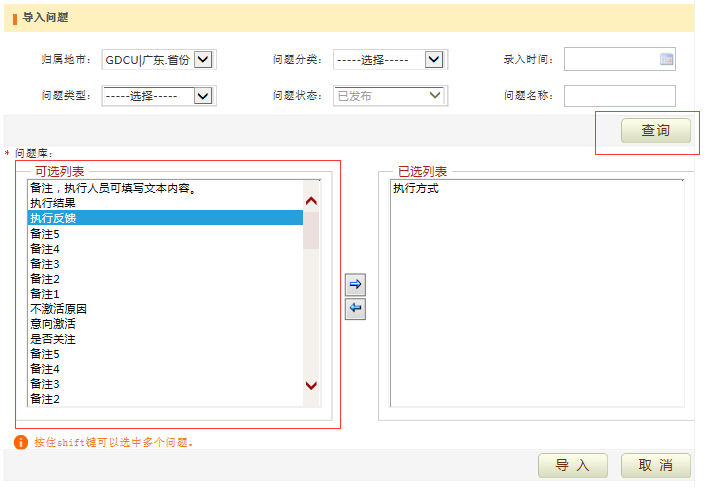 导入问题
归属地市： GDCU|广东.省份 问题分类： -----选择----- 录入时间：
问题类型： -----选择----- 问题状态： 已发布 问题名称：
查询
* 问题库：
可选列表
备注，执行人员可填写文本内容。
执行结果
执行反馈
备注5
备注4
备注3
备注2
备注1
不激活原因
意向激活
是否关注
备注5
备注4
备注3
备注2
已选列表
执行方式
按住shift键可以选中多个问题。
导 入 取 消